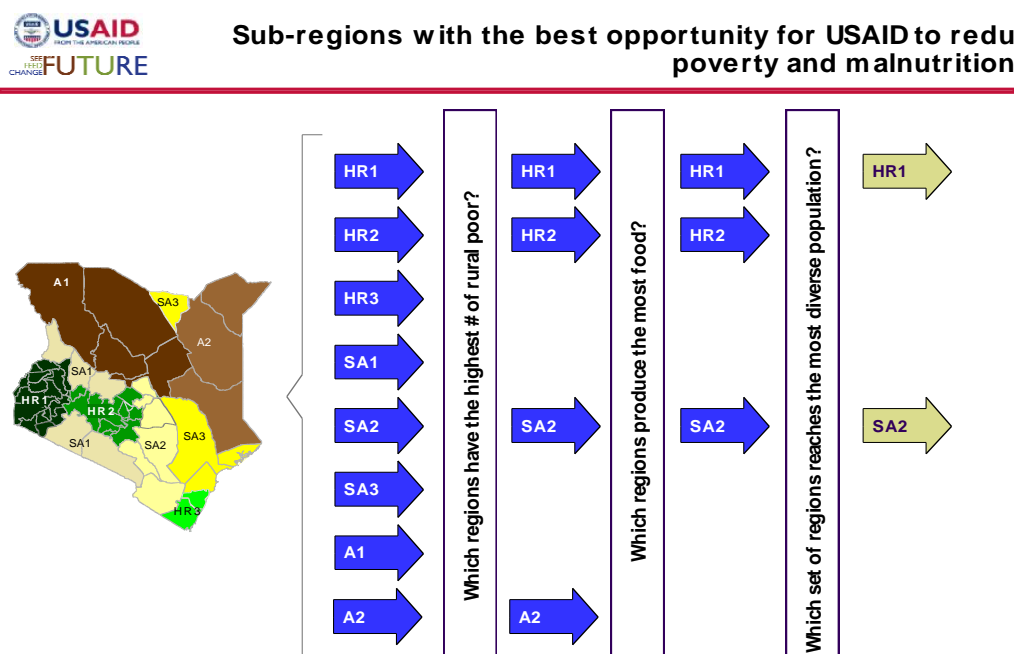 USAID
FROM THE AMERICAN PEOPLE
SEE
FEED
CHANGE
FUTURE
Sub-regions with the best opportunity for USAID to redu
poverty and malnutrition
A1
SA3
A2
SA1
HR1
HR2
SA1
SA2
SA3
HR3
HR1
HR2
HR3
SA1
SA2
SA3
A1
A2
Which regions have the highest # of rural poor?
HR1
HR2
SA2
A2
Which regions produce the most food?
HR1
HR2
SA2
Which set of regions reaches the most diverse population?
HR1
SA2